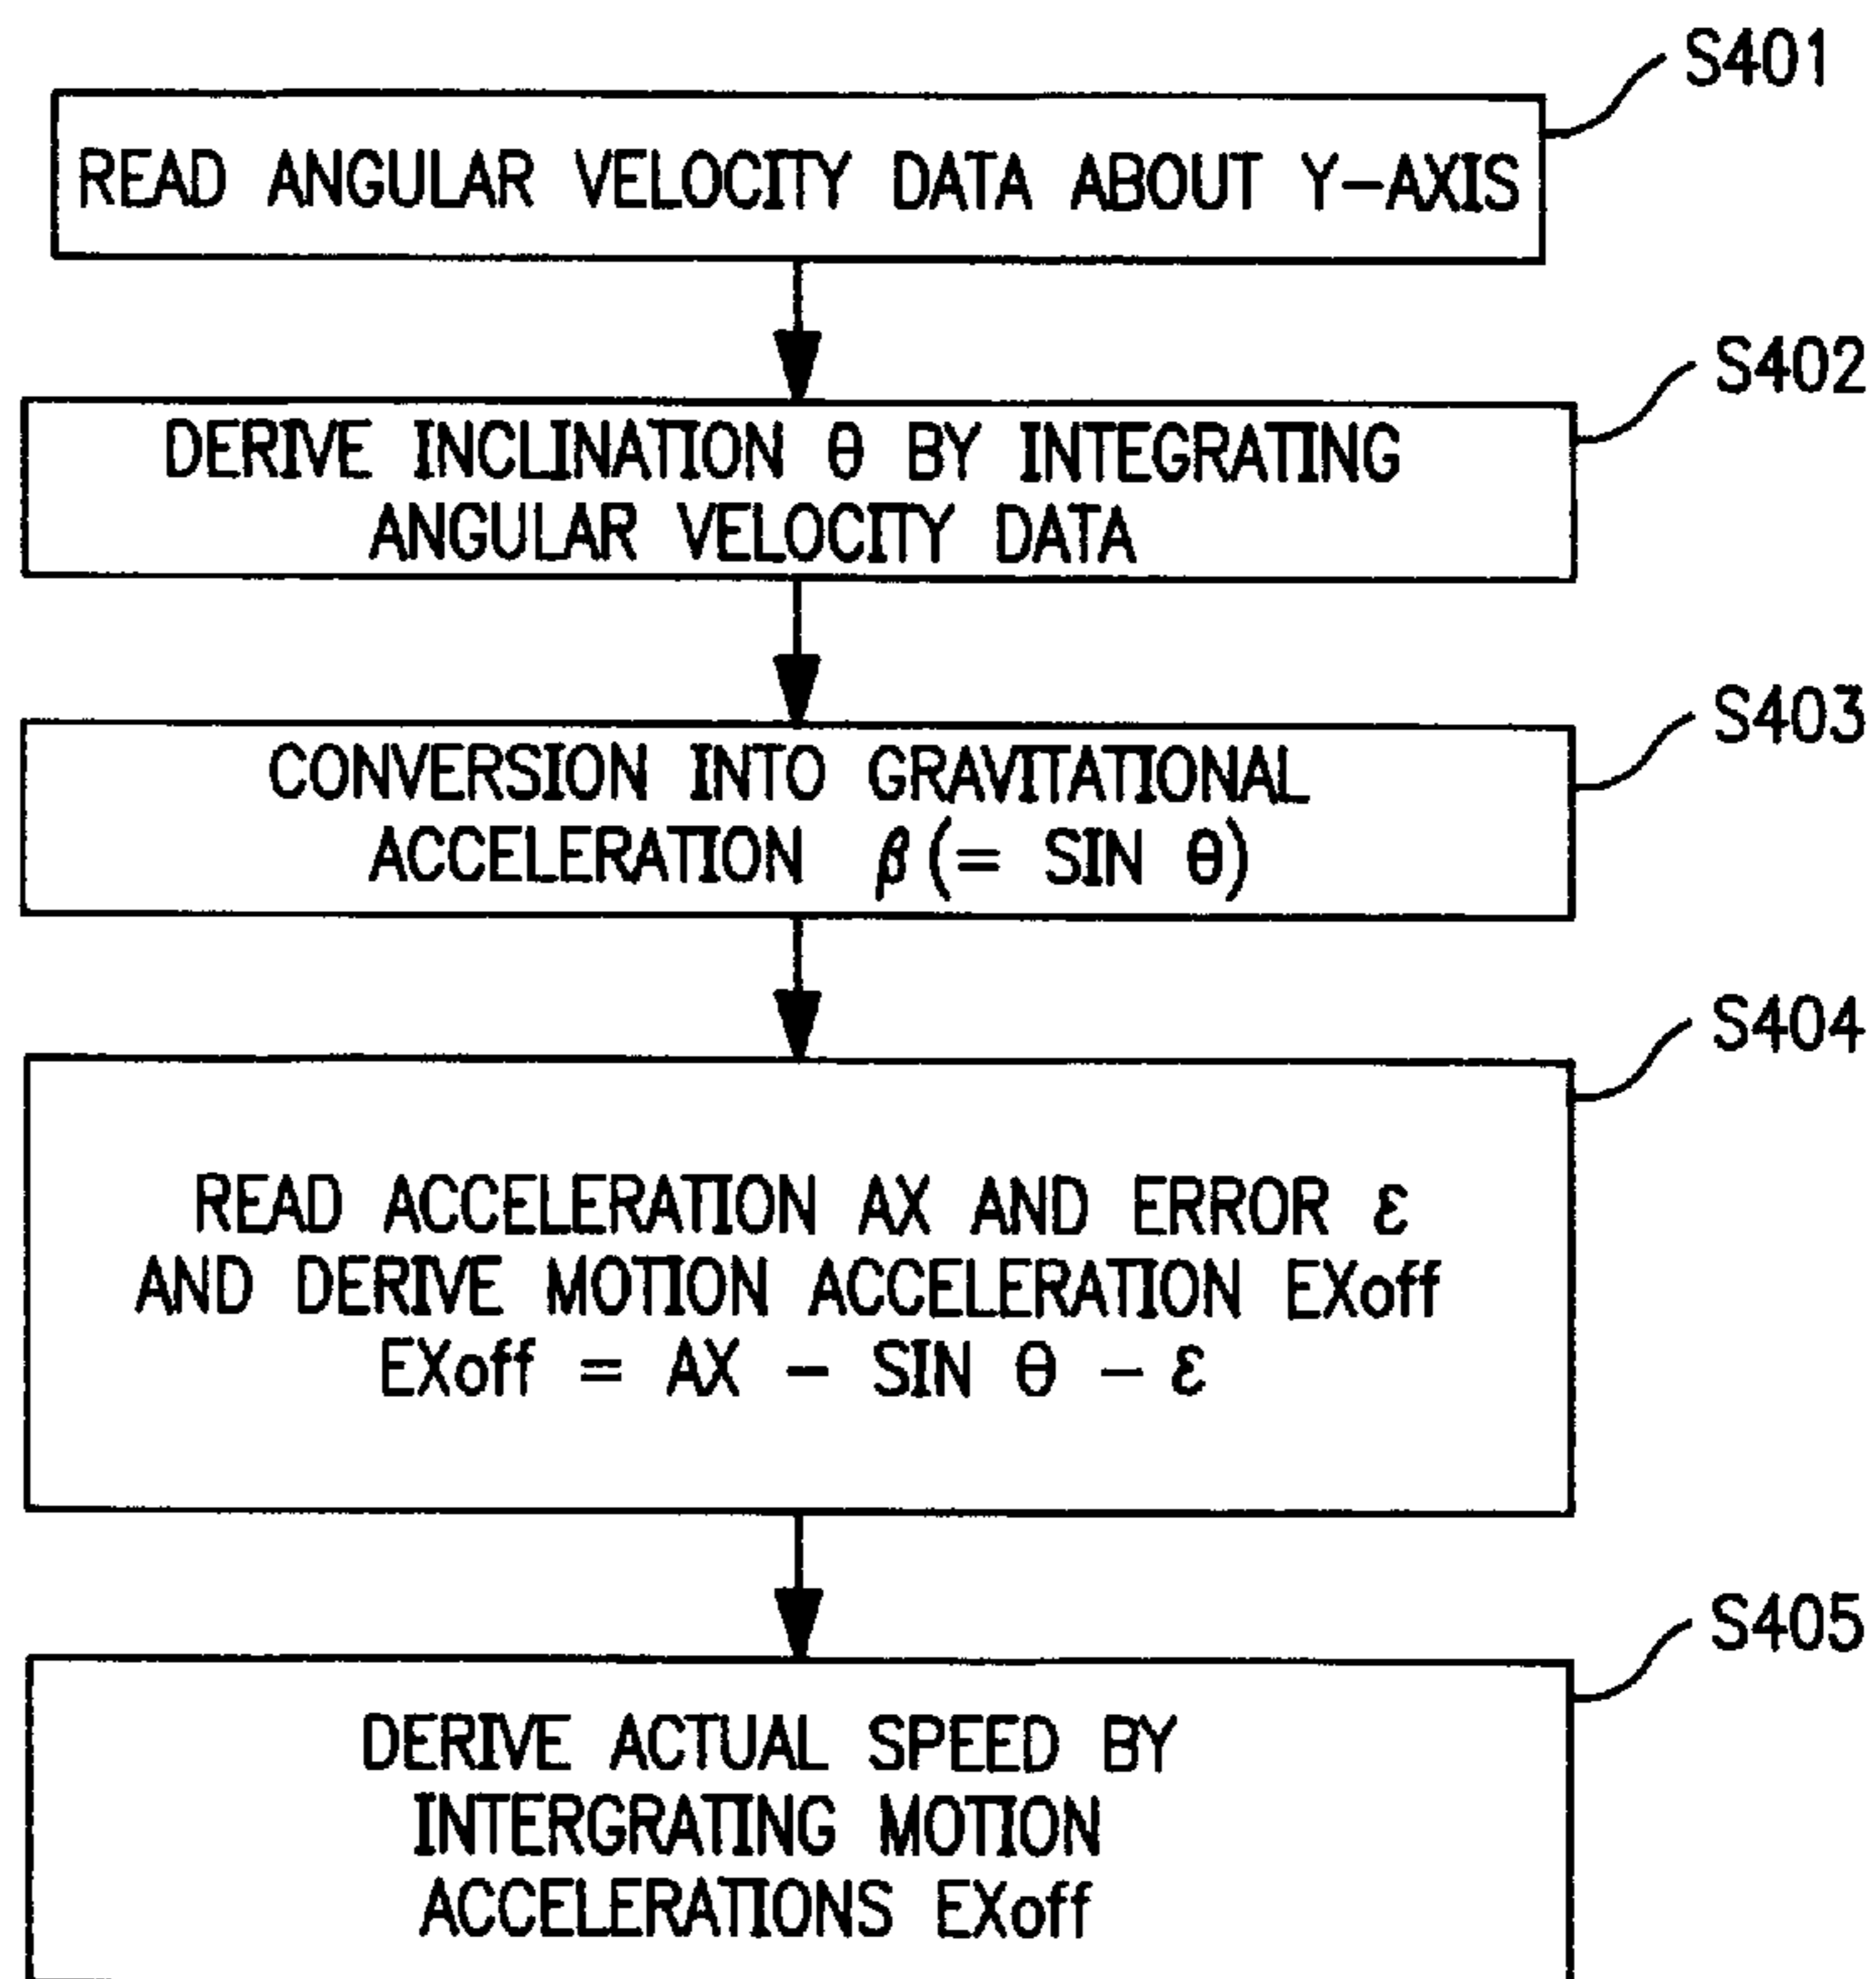 S401
READ ANGULAR VELOCITY DATA ABOUT Y-AXIS
S402
DERIVE INCLINATION θ BY INTEGRATING
ANGULAR VELOCITY DATA
S403
CONVERSION INTO GRAVITATIONAL
ACCELERATION β (= SIN θ)
S404
READ ACCELERATION AX AND ERROR ε
AND DERIVE MOTION ACCELERATION EXoff
EXoff = AX - SIN θ - ε
S405
DERIVE ACTUAL SPEED BY
INTERGRATING MOTION
ACCELERATIONS EXoff